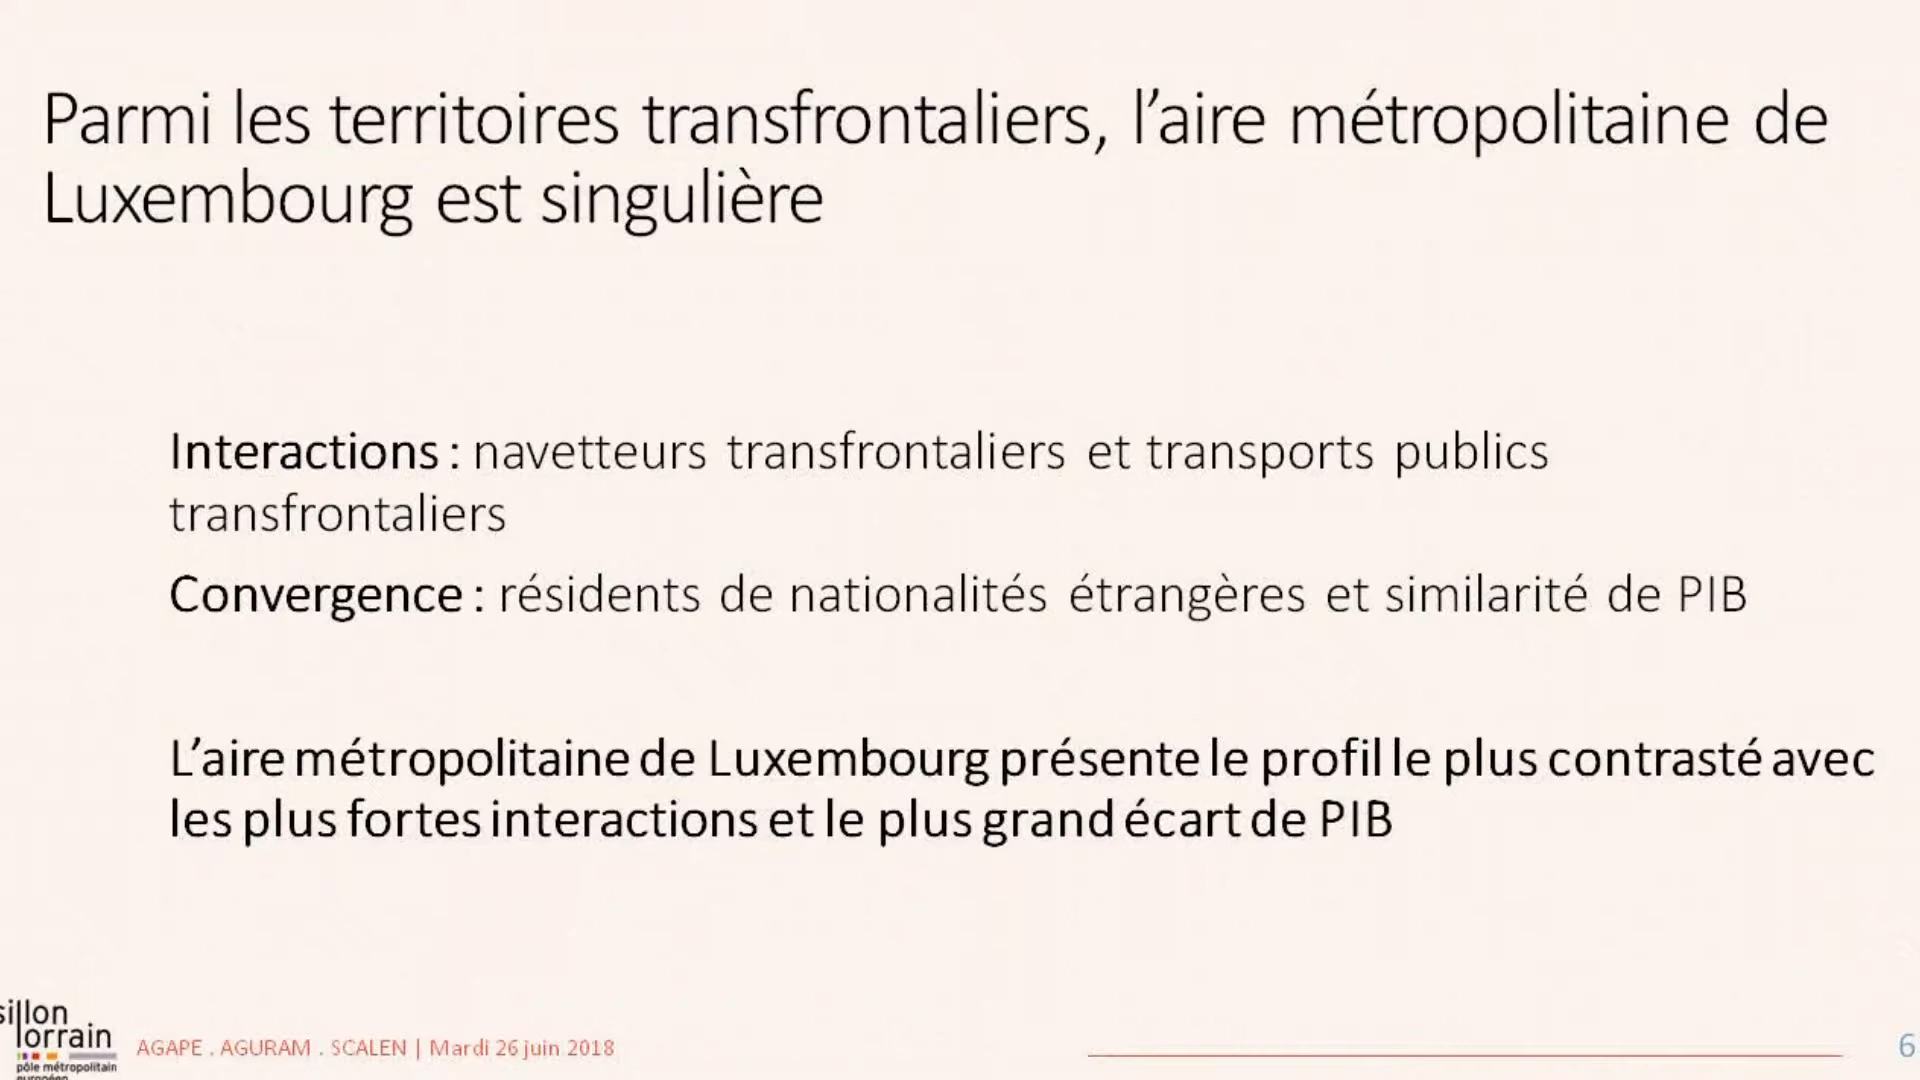 Parmi les territoires transfrontaliers, l’aire métropolitaine de
Luxembourg est singulière
Interactions : navetteurs transfrontaliers et transports publics
transfrontaliers
Convergence : résidents de nationalités étrangères et similarité de PIB
L’aire métropolitaine de Luxembourg présente le profil le plus contrasté avec
les plus fortes interactions et le plus grand écart de PIB
sillon
lorrain
pôle métropolitain
européen
AGAPE . AGURAM . SCALEN | Mardi 26 juin 2018
6